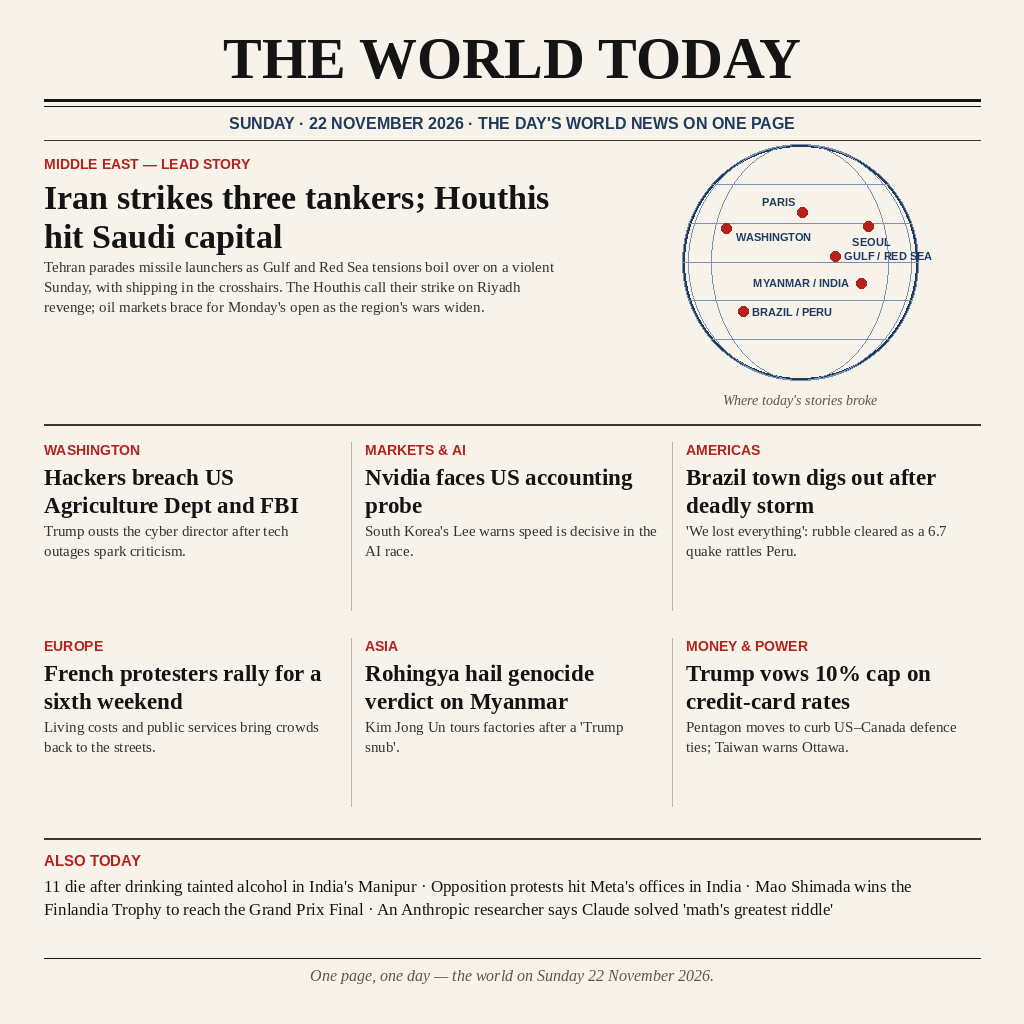 THE WORLD TODAY
SUNDAY · 22 NOVEMBER 2026 · THE DAY'S WORLD NEWS ON ONE PAGE
MIDDLE EAST — LEAD STORY
Iran strikes three tankers; Houthis
hit Saudi capital
Tehran parades missile launchers as Gulf and Red Sea tensions boil over on a violent
Sunday, with shipping in the crosshairs. The Houthis call their strike on Riyadh
revenge; oil markets brace for Monday's open as the region's wars widen.
PARIS
WASHINGTON
SEOUL
GULF / RED SEA
MYANMAR / INDIA
BRAZIL / PERU
Where today's stories broke
WASHINGTON
Hackers breach US
Agriculture Dept and FBI
Trump ousts the cyber director after tech
outages spark criticism.
MARKETS & AI
Nvidia faces US accounting
probe
South Korea's Lee warns speed is decisive in the
AI race.
AMERICAS
Brazil town digs out after
deadly storm
'We lost everything': rubble cleared as a 6.7
quake rattles Peru.
EUROPE
French protesters rally for a
sixth weekend
Living costs and public services bring crowds
back to the streets.
ASIA
Rohingya hail genocide
verdict on Myanmar
Kim Jong Un tours factories after a 'Trump
snub'.
MONEY & POWER
Trump vows 10% cap on
credit-card rates
Pentagon moves to curb US–Canada defence
ties; Taiwan warns Ottawa.
ALSO TODAY
11 die after drinking tainted alcohol in India's Manipur · Opposition protests hit Meta's offices in India · Mao Shimada wins the
Finlandia Trophy to reach the Grand Prix Final · An Anthropic researcher says Claude solved 'math's greatest riddle'
One page, one day — the world on Sunday 22 November 2026.